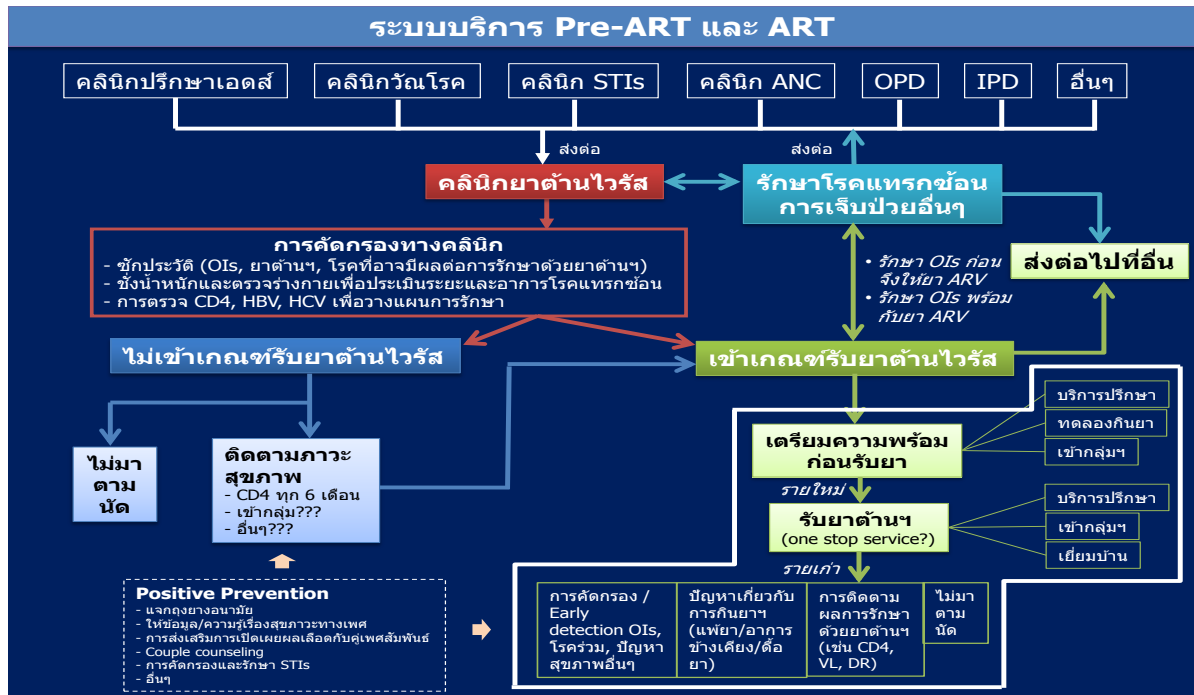 ระบบบริการ Pre-ART และ ART
คลินิกปรึกษาเอดส์
คลินิกวัณโรค
คลินิก STIs
คลินิก ANC
OPD
IPD
อื่นๆ
ส่งต่อ
ส่งต่อ
คลินิกยาต้านไวรัส
รักษาโรคแทรกซ้อน
การเจ็บป่วยอื่นๆ
การคัดกรองทางคลินิก
- ซักประวัติ (OIs, ยาต้านฯ, โรคที่อาจมีผลต่อการรักษาด้วยยาต้านฯ)
- ชั่งน้ำหนักและตรวจร่างกายเพื่อประเมินระยะและอาการโรคแทรกซ้อน
- การตรวจ CD4, HBV, HCV เพื่อวางแผนการรักษา
• รักษา OIs ก่อน
จึงให้ยา ARV
• รักษา OIs พร้อม
กับยา ARV
ส่งต่อไปที่อื่น
ไม่เข้าเกณฑ์รับยาต้านไวรัส
เข้าเกณฑ์รับยาต้านไวรัส
ไม่มา
ตาม
นัด
ติดตามภาวะ
สุขภาพ
- CD4 ทุก 6 เดือน
- เข้ากลุ่ม???
- อื่นๆ???
เตรียมความพร้อม
ก่อนรับยา
บริการปรึกษา
ทดลองกินยา
เข้ากลุ่มฯ
รายใหม่
รับยาต้านฯ
(one stop service?)
บริการปรึกษา
เข้ากลุ่มฯ
เยี่ยมบ้าน
รายเก่า
Positive Prevention
- แจกถุงยางอนามัย
- ให้ข้อมูล/ความรู้เรื่องสุขภาวะทางเพศ
- การส่งเสริมการเปิดเผยผลเลือดกับคู่เพศสัมพันธ์
- Couple counseling
- การคัดกรองและรักษา STIs
- อื่นๆ
การคัดกรอง /
Early
detection OIs,
โรคร่วม, ปัญหา
สุขภาพอื่นๆ
ปัญหาเกี่ยวกับ
การกินยาฯ
(แพ้ยา/อาการ
ข้างเคียง/ดื้อ
ยา)
การติดตาม
ผลการรักษา
ด้วยยาต้านฯ
(เช่น CD4,
VL, DR)
ไม่มา
ตาม
นัด